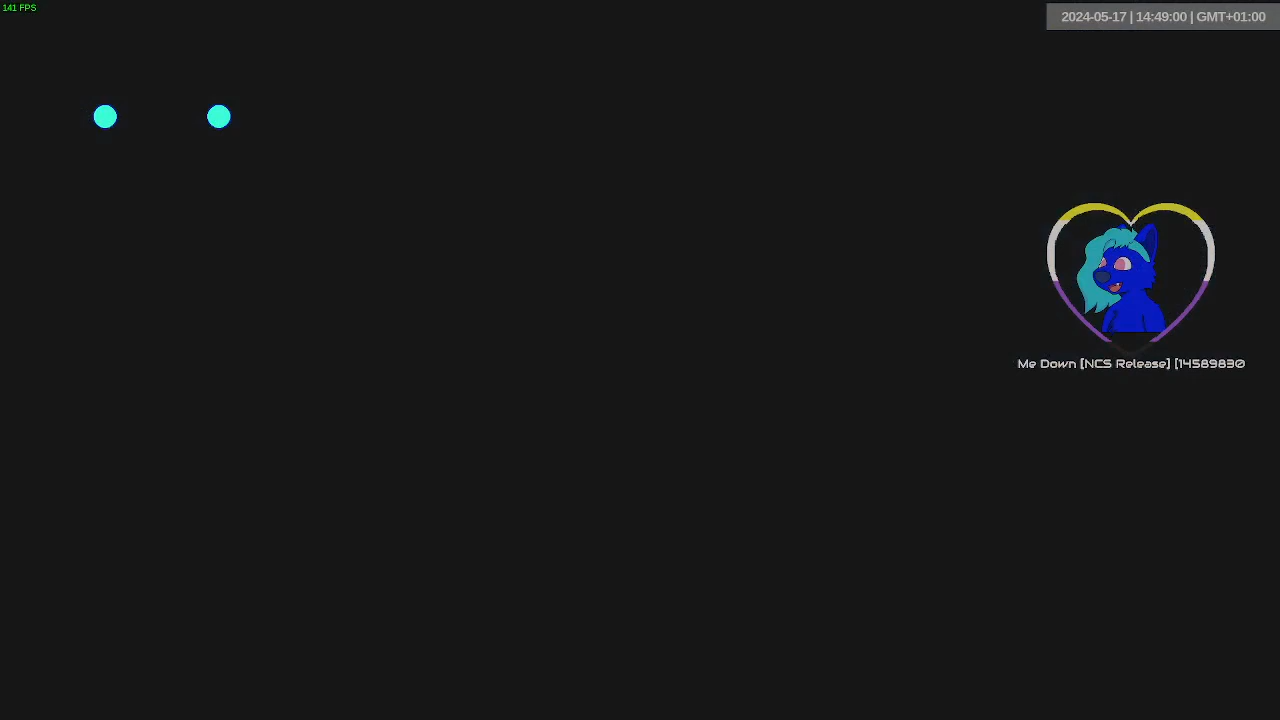 141 FPS
2024-05-17 | 14:49:00 | GMT+01:00
Me Down [NCS Release] [14589830